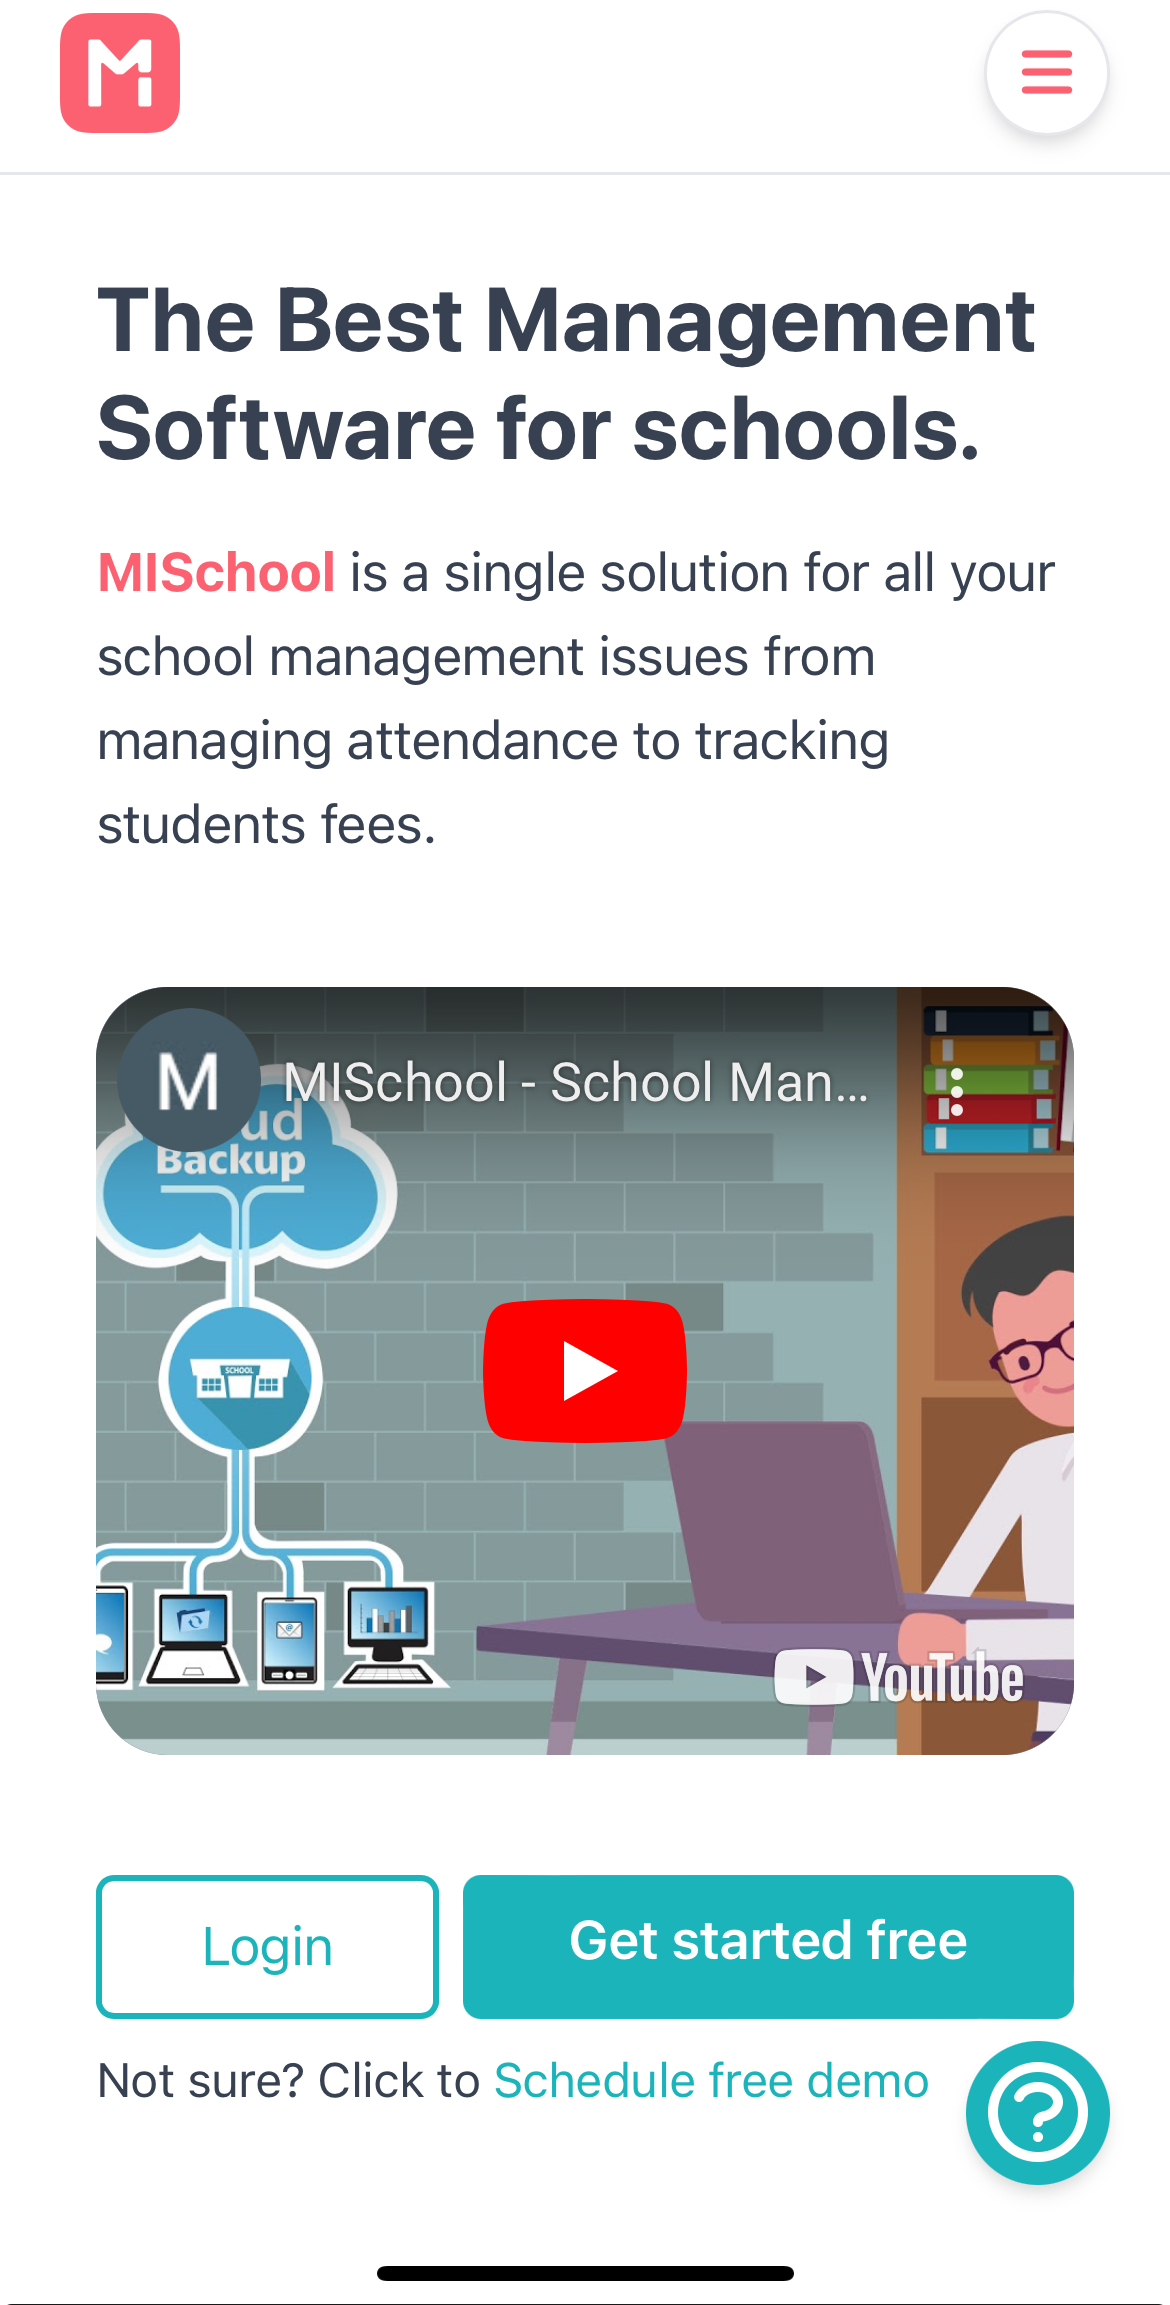 Mi
The Best Management
Software for schools.
MISchool is a single solution for all your
school management issues from
managing attendance to tracking
students fees.
M
MISchool - School Man...
ud
Backup
SCHOOL
@
YouTube
Login
Get started free
Not sure? Click to Schedule free demo
?